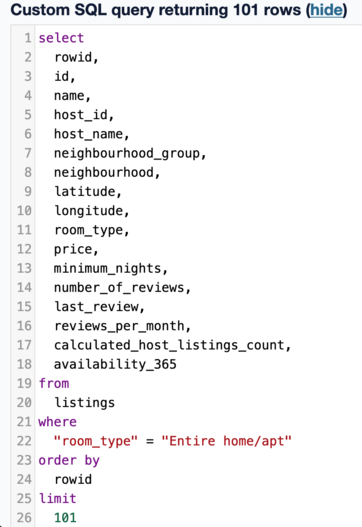 Custom SQL query returning 101 rows (hide)
1 select
2   rowid,
3   id,
4   name,
5   host_id,
6   host_name,
7   neighbourhood_group,
8   neighbourhood,
9   latitude,
10   longitude,
11   room_type,
12   price,
13   minimum_nights,
14   number_of_reviews,
15   last_review,
16   reviews_per_month,
17   calculated_host_listings_count,
18   availability_365
19 from
20   listings
21 where
22   "room_type" = "Entire home/apt"
23 order by
24   rowid
25 limit
26   101